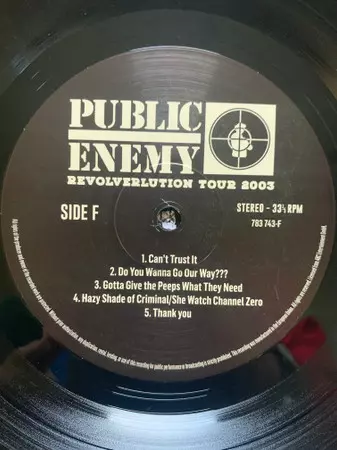 PUBLIC
ENEMY
REVOLVERLUTION TOUR 2003
SIDE F
STEREO - 33⅓ RPM
783 743-F
1. Can't Trust It
2. Do You Wanna Go Our Way???
3. Gotta Give the Peeps What They Need
4. Hazy Shade of Criminal/She Watch Channel Zero
5. Thank you